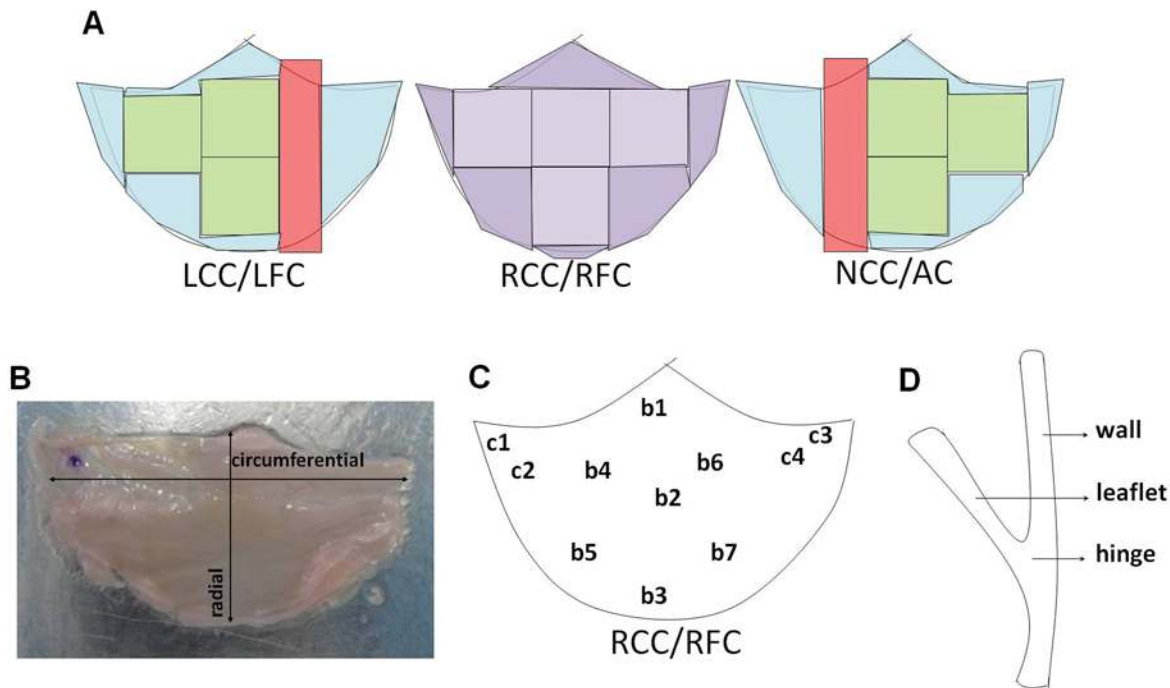 A
LCC/LFC
RCC/RFC
NCC/AC
B
circumferential
radial
C
b1
c1
c3
c2
b4
b6
c4
b2
b5
b7
b3
RCC/RFC
D
wall
leaflet
hinge